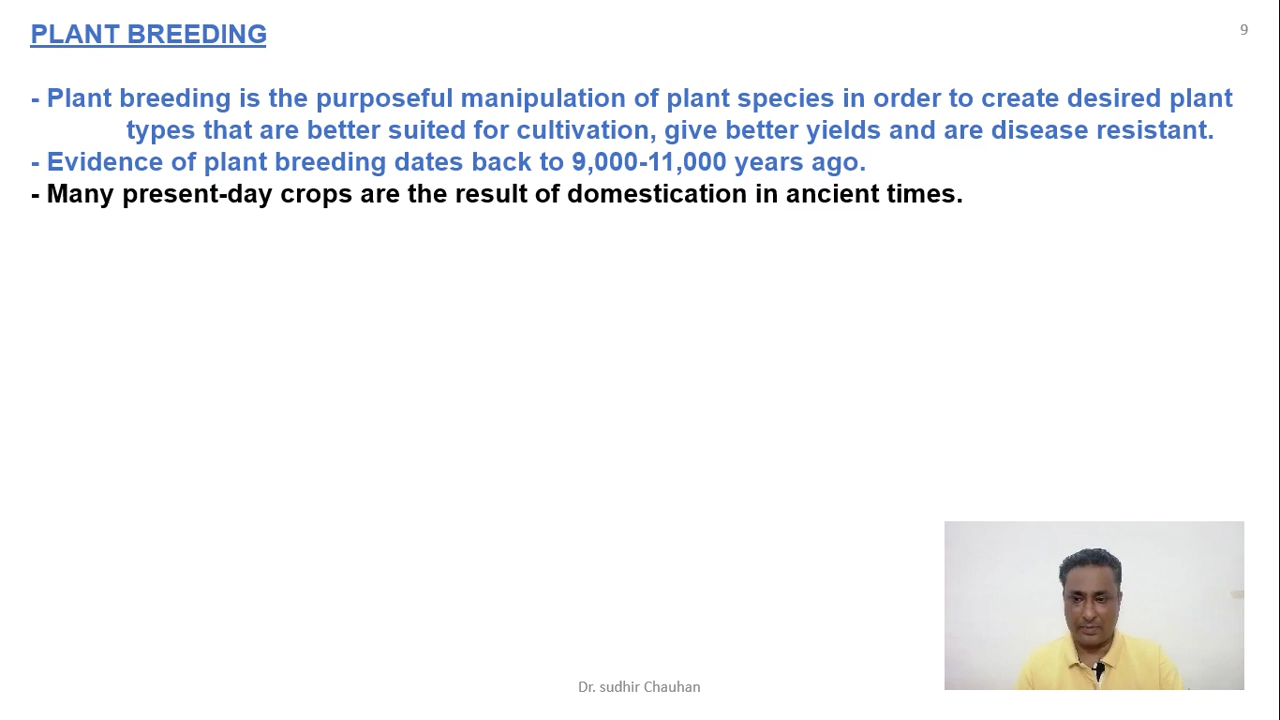 PLANT BREEDING
9
- Plant breeding is the purposeful manipulation of plant species in order to create desired plant
types that are better suited for cultivation, give better yields and are disease resistant.
- Evidence of plant breeding dates back to 9,000-11,000 years ago.
- Many present-day crops are the result of domestication in ancient times.
Dr. sudhir Chauhan